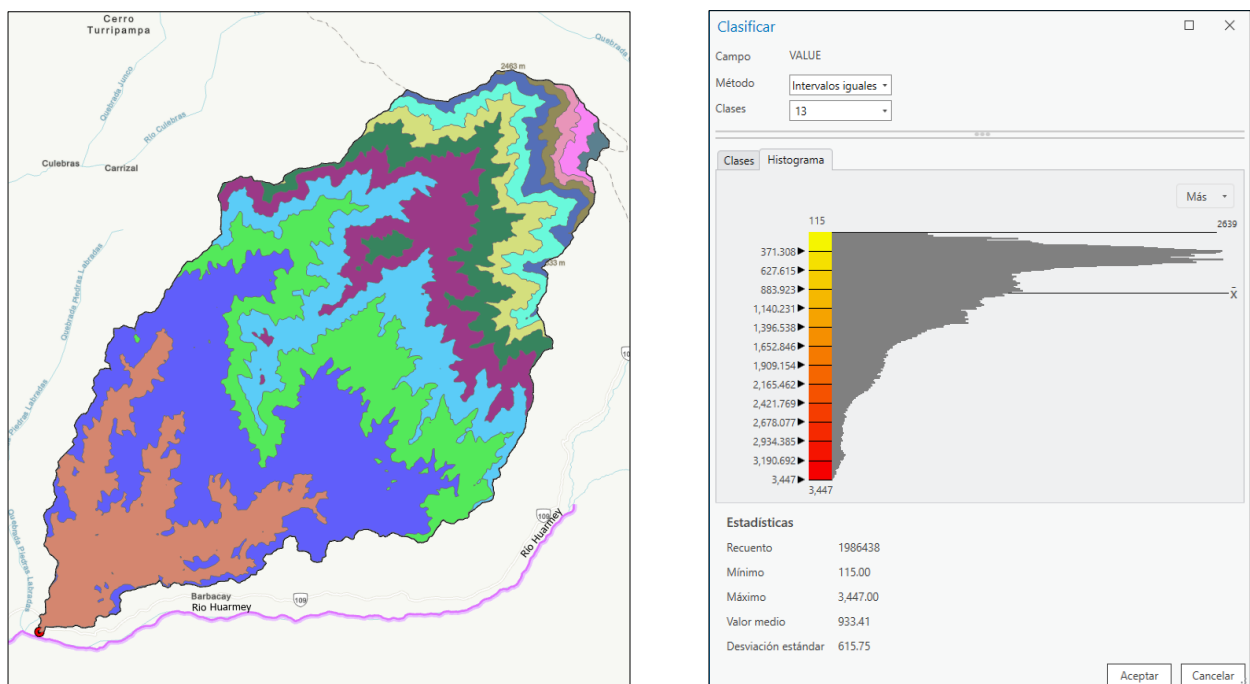 Cerro
Turripampa
Quebrada Junco
Río Culebras
Culebras
Carrizal
2463 m
Quebrada Piedras Labradas
Piedras Labradas
Quebrada Piedras Labradas
109
Río Huarmey
Barbacay
Rio Huarmey
109
Clasificar
Campo VALUE
Método Intervalos iguales
Clases 13
Clases Histograma
Más
115
2639
371.308
627.615
883.923
x̄
1,140.231
1,396.538
1,652.846
1,909.154
2,165.462
2,421.769
2,678.077
2,934.385
3,190.692
3,447
3,447
Estadísticas
Recuento 1986438
Mínimo 115.00
Máximo 3,447.00
Valor medio 933.41
Desviación estándar 615.75
Aceptar Cancelar